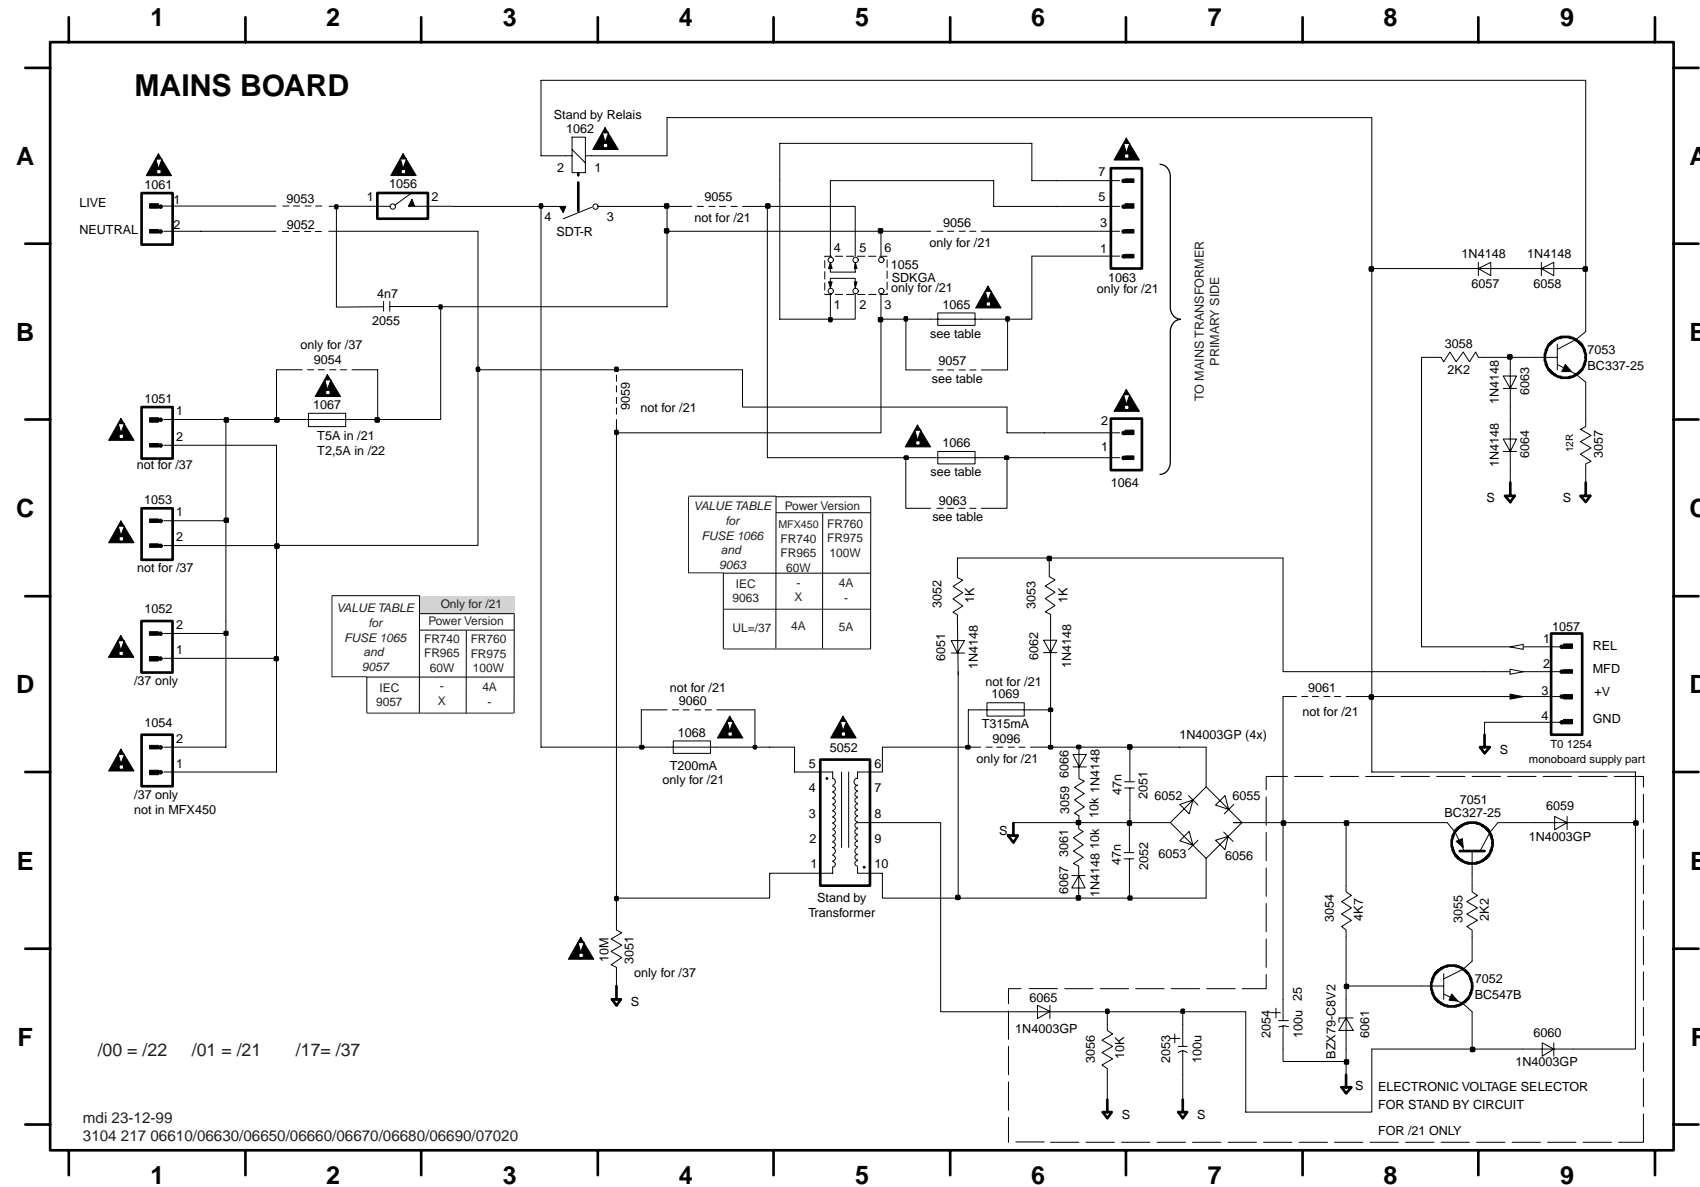 1 2 3 4 5 6 7 8 9
MAINS BOARD
A
A
B
B
C
C
D
D
E
E
F
F
Stand by Relais
1062
2 1
4 3
SDT-R
1061
LIVE 1
NEUTRAL 2
9053
9052
1056
1 2
4n7
2055
9055
not for /21
9056
only for /21
4 5 6
1055
SDKGA
only for /21
1 2 3
7
5
3
1
1063
only for /21
1065
see table
9057
see table
TO MAINS TRANSFORMER
PRIMARY SIDE
1N4148 1N4148
6057 6058
3058
2K2
7053
BC337-25
1N4148 6063
1N4148 6064
12R 3057
S S
only for /37
9054
1067
T5A in /21
T2,5A in /22
1051
1
2
not for /37
1053
1
2
not for /37
1052
2
1
/37 only
1054
2
1
/37 only
not in MFX450
9059
not for /21
2
1
1064
1066
see table
9063
see table
VALUE TABLE
for
FUSE 1066
and
9063
Power Version
MFX450 FR760
FR740 FR975
FR965 100W
60W
IEC - 4A
9063 X -
UL=/37 4A 5A
VALUE TABLE
for
FUSE 1065
and
9057
Only for /21
Power Version
FR740 FR760
FR965 FR975
60W 100W
IEC - 4A
9057 X -
3052 1K
3053 1K
6051 1N4148
6062 1N4148
not for /21
1069
T315mA
9096
only for /21
not for /21
9060
1068
T200mA
only for /21
5052
5 6
4 7
3 8
2 9
1 10
Stand by
Transformer
6066 1N4148
3059 10k
3061 10k
6067 1N4148
47n 2051
47n 2052
S
1N4003GP (4x)
6052 6055
6053 6056
9061
not for /21
1057
1 REL
2 MFD
3 +V
4 GND
S
T0 1254
monoboard supply part
7051
BC327-25
6059
1N4003GP
3054 4K7
3055 2K2
7052
BC547B
10M 3051
only for /37
S
6065
1N4003GP
3056 10K
2053 + 100u
2054 + 100u 25
BZX79-C8V2 6061
6060
1N4003GP
S S S
ELECTRONIC VOLTAGE SELECTOR
FOR STAND BY CIRCUIT
FOR /21 ONLY
/00 = /22 /01 = /21 /17= /37
mdi 23-12-99
3104 217 06610/06630/06650/06660/06670/06680/06690/07020
1 2 3 4 5 6 7 8 9